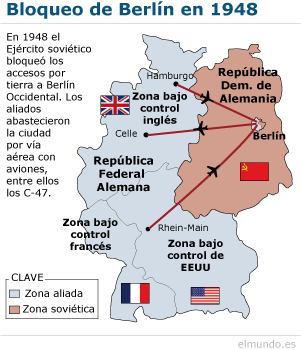 Bloqueo de Berlín en 1948
En 1948 el
Ejército soviético
bloqueó los
accesos por
tierra a Berlín
Occidental. Los
aliados
abastecieron
la ciudad
por vía
aérea con
aviones,
entre ellos
los C-47.
Hamburgo
República
Dem. de
Alemania
Zona bajo
control
inglés
Berlín
Celle
República
Federal
Alemana
Zona bajo
control
francés
Rhein-Main
Zona bajo
control de
EEUU
CLAVE
Zona aliada
Zona soviética
elmundo.es